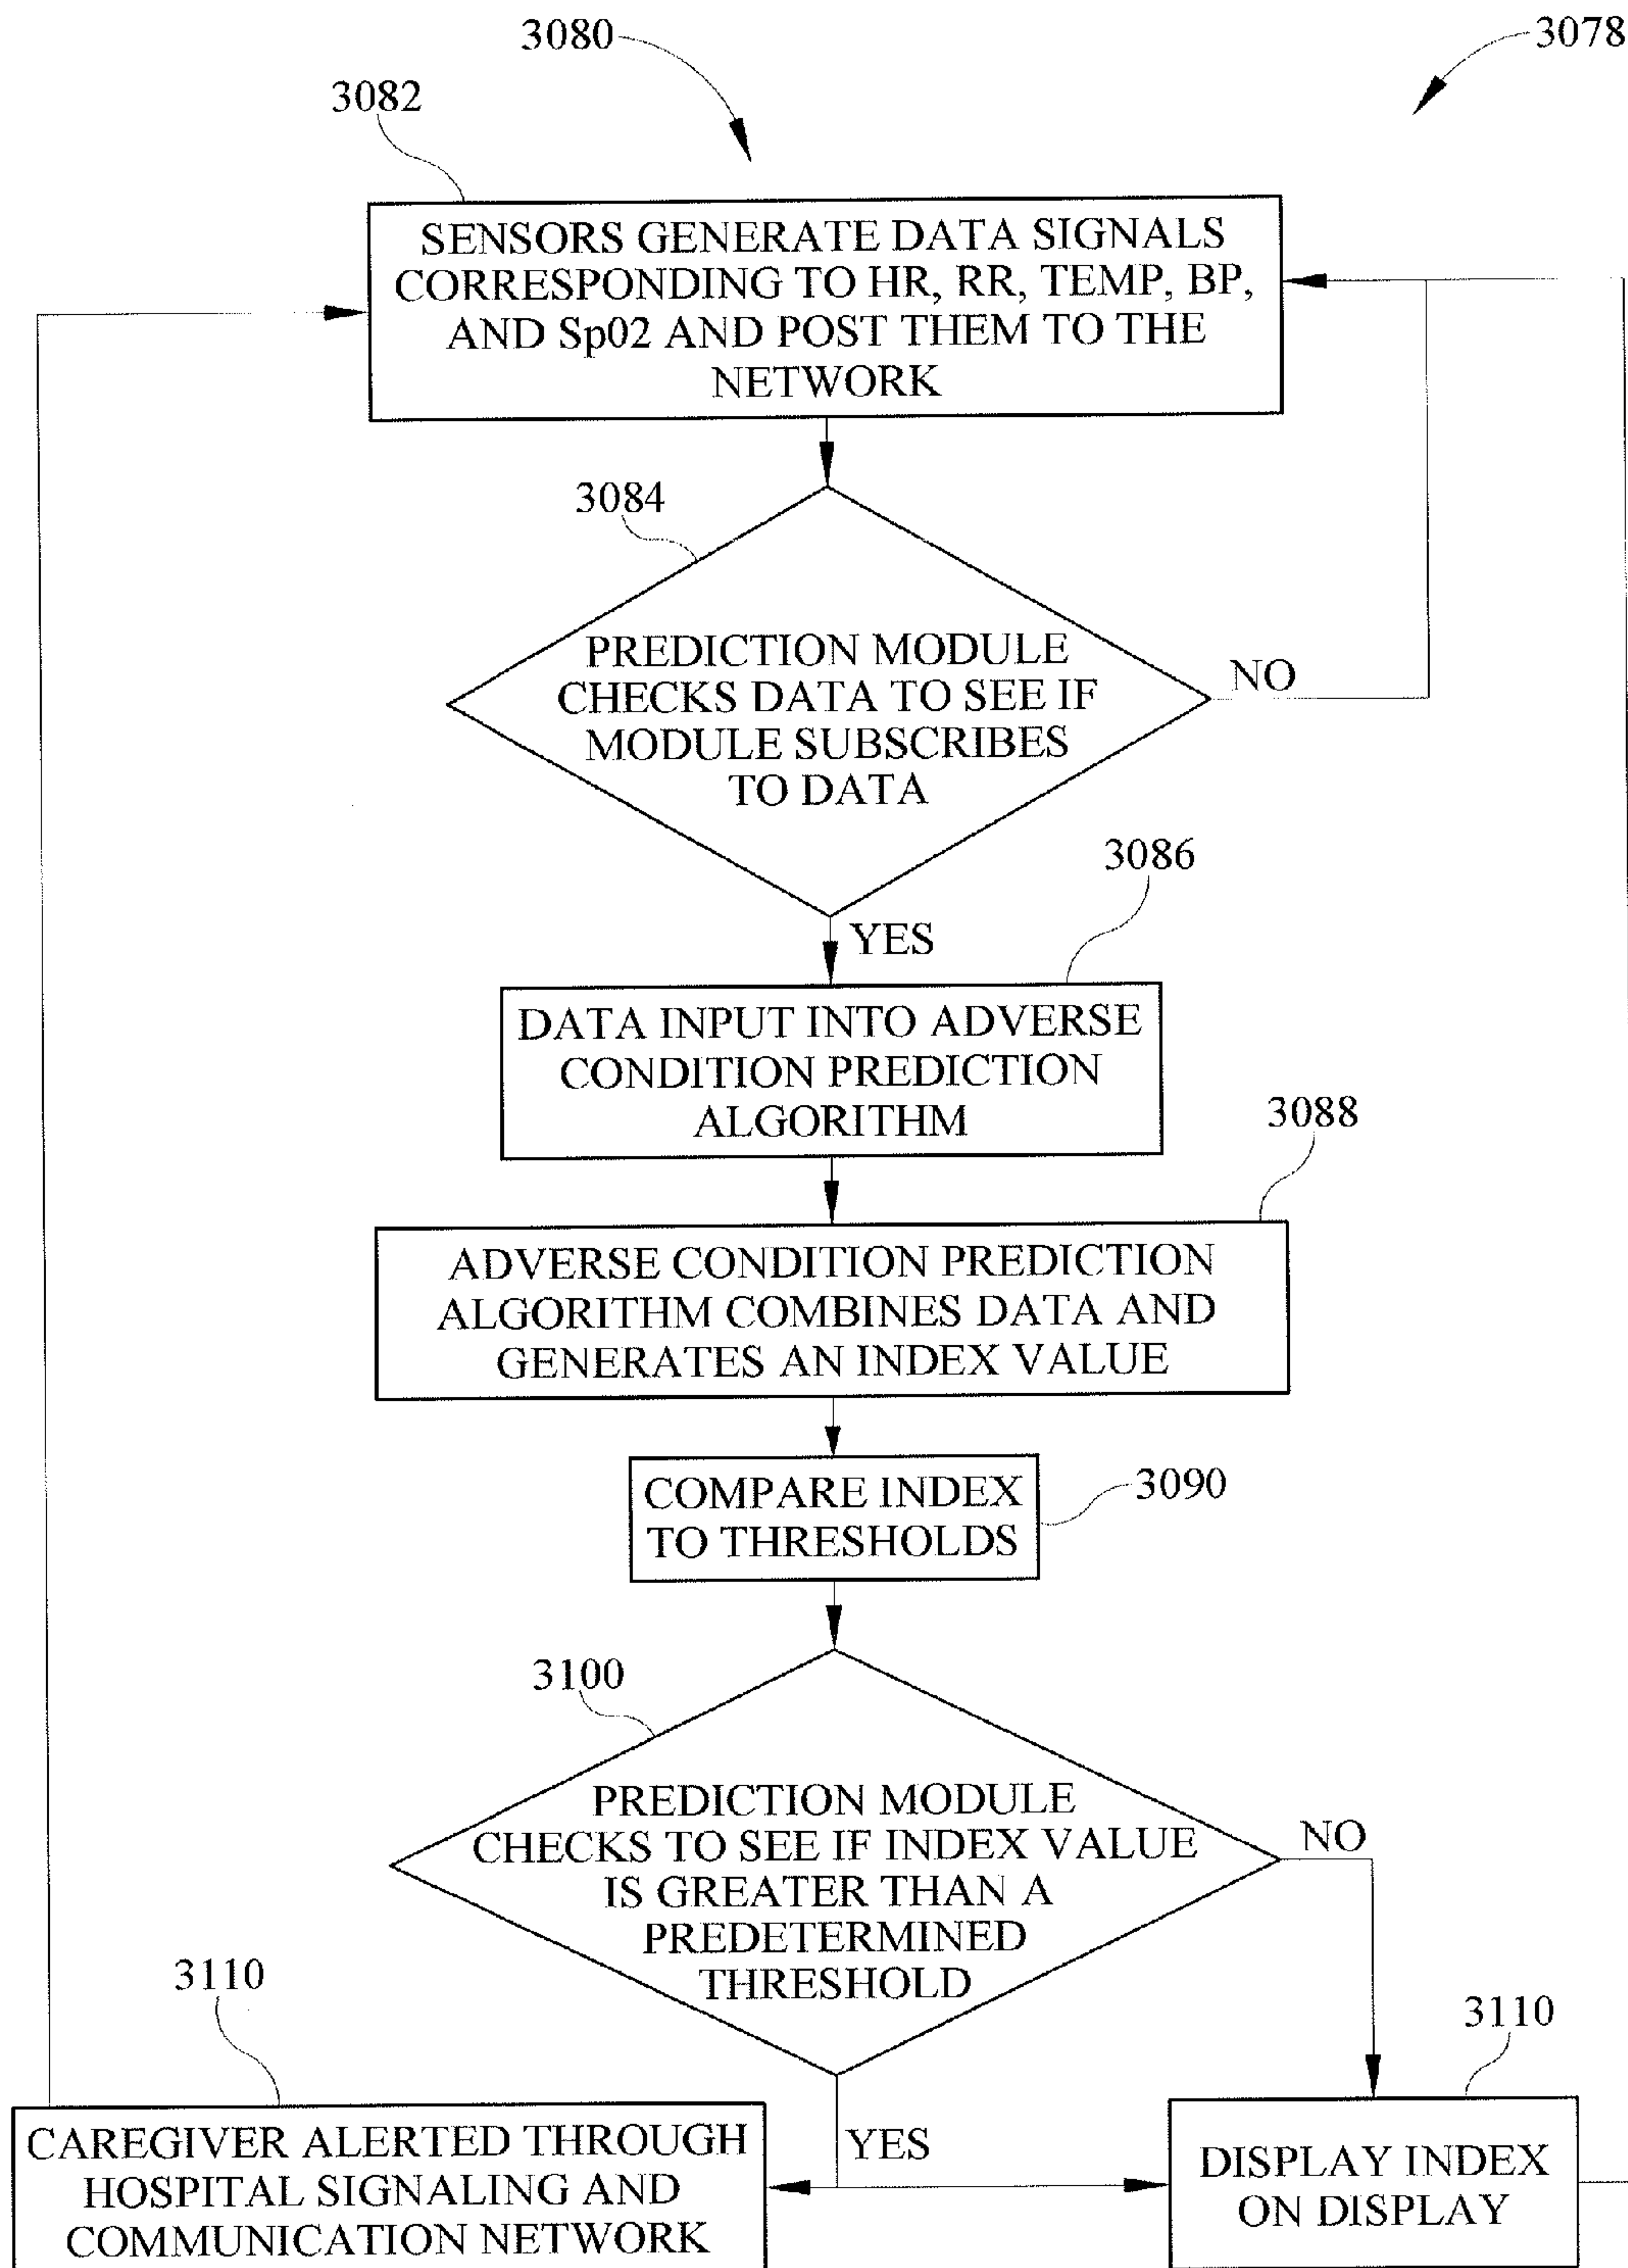 3080
3078
3082
SENSORS GENERATE DATA SIGNALS
CORRESPONDING TO HR, RR, TEMP, BP,
AND Sp02 AND POST THEM TO THE
NETWORK
3084
PREDICTION MODULE
CHECKS DATA TO SEE IF
MODULE SUBSCRIBES
TO DATA
NO
3086
YES
DATA INPUT INTO ADVERSE
CONDITION PREDICTION
ALGORITHM
3088
ADVERSE CONDITION PREDICTION
ALGORITHM COMBINES DATA AND
GENERATES AN INDEX VALUE
COMPARE INDEX
TO THRESHOLDS
3090
3100
PREDICTION MODULE
CHECKS TO SEE IF INDEX VALUE
IS GREATER THAN A
PREDETERMINED
THRESHOLD
NO
3110
3110
CAREGIVER ALERTED THROUGH
HOSPITAL SIGNALING AND
COMMUNICATION NETWORK
YES
DISPLAY INDEX
ON DISPLAY